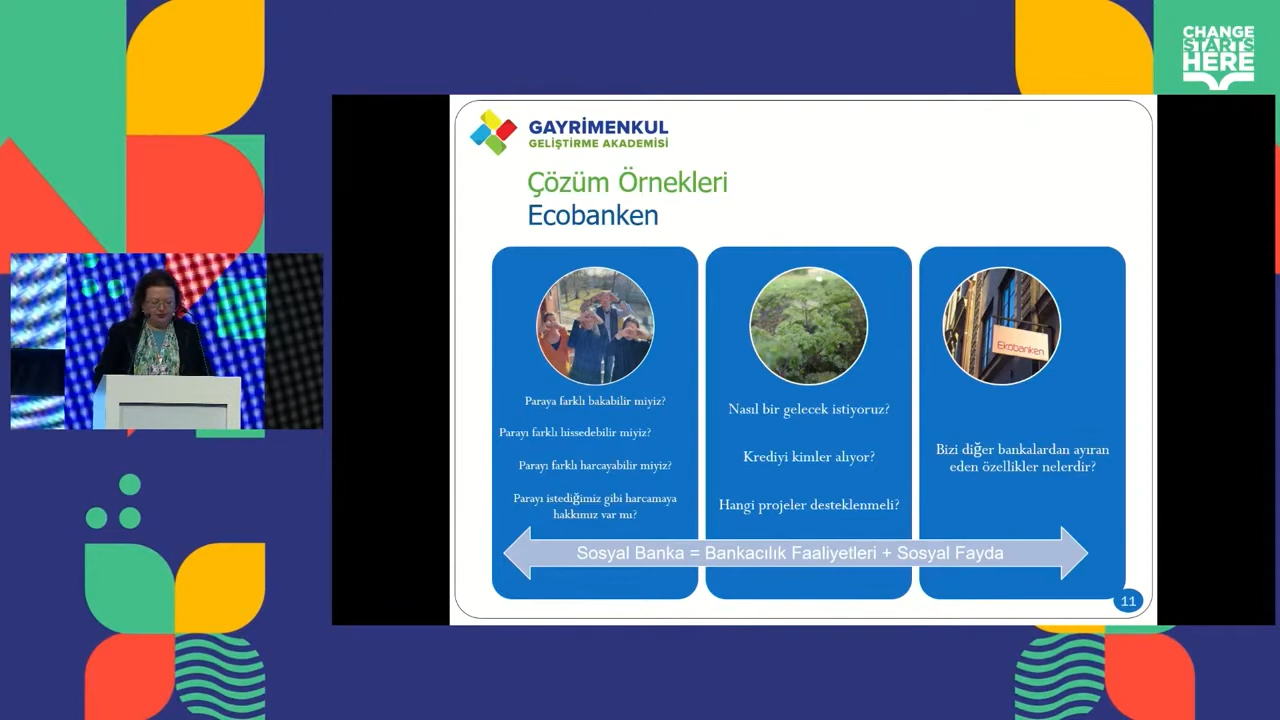 CHANGE
STARTS
HERE
GAYRİMENKUL
GELİŞTİRME AKADEMİSİ
Çözüm Örnekleri
Ecobanken
Paraya farklı bakabilir miyiz?
Parayı farklı hissedebilir miyiz?
Parayı farklı harcayabilir miyiz?
Parayı istediğimiz gibi harcamaya
hakkımız var mı?
Nasıl bir gelecek istiyoruz?
Krediyi kimler alıyor?
Hangi projeler desteklenmeli?
Ekobanken
Bizi diğer bankalardan ayıran
eden özellikler nelerdir?
Sosyal Banka = Bankacılık Faaliyetleri + Sosyal Fayda
11